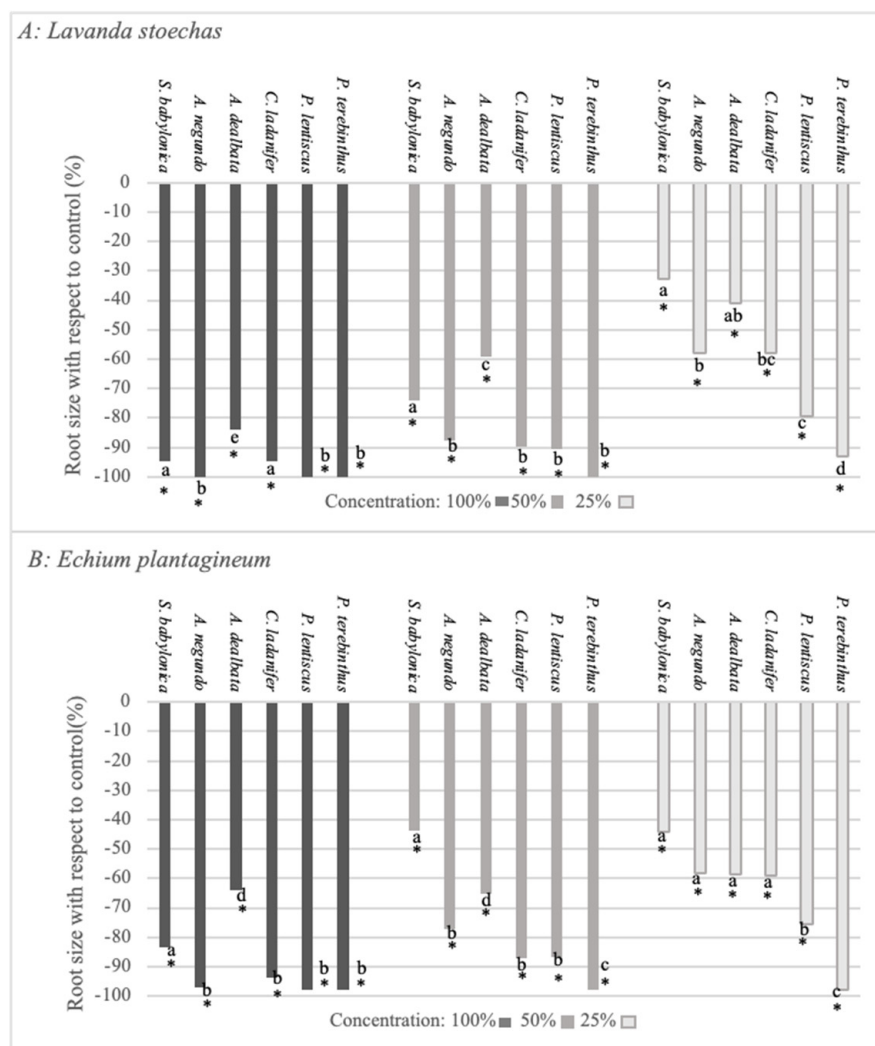 A: Lavanda stoechas
S. babylonica A. negundo A. dealbata C. ladanifer P. lentiscus P. terebinthus S. babylonica A. negundo A. dealbata C. ladanifer P. lentiscus P. terebinthus S. babylonica A. negundo A. dealbata C. ladanifer P. lentiscus P. terebinthus
Root size with respect to control (%)
0
-10
-20
-30
-40
-50
-60
-70
-80
-90
-100
a * b * e * a * b * b * a * b * c * b * b * b * a * b * ab * bc * c * d *
Concentration: 100% 50% 25%
B: Echium plantagineum
S. babylonica A. negundo A. dealbata C. ladanifer P. lentiscus P. terebinthus S. babylonica A. negundo A. dealbata C. ladanifer P. lentiscus P. terebinthus S. babylonica A. negundo A. dealbata C. ladanifer P. lentiscus P. terebinthus
Root size with respect to control(%)
0
-10
-20
-30
-40
-50
-60
-70
-80
-90
-100
a * b * d * b * b * b * a * b * d * b * b * c * a * a * a * a * b * c *
Concentration: 100% 50% 25%